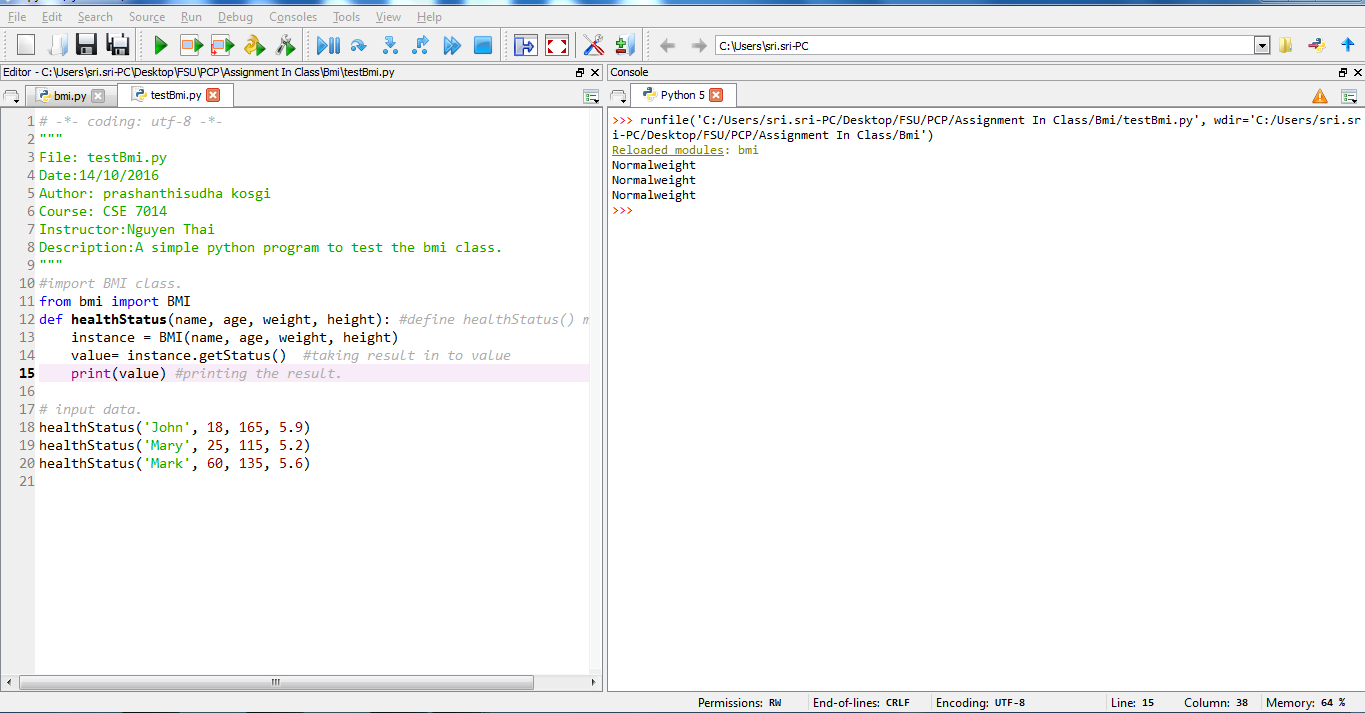 File Edit Search Source Run Debug Consoles Tools View Help
C:\Users\sri.sri-PC
Editor - C:\Users\sri.sri-PC\Desktop\FSU\PCP\Assignment In Class\Bmi\testBmi.py
bmi.py testBmi.py
1 # -*- coding: utf-8 -*-
2 """
3 File: testBmi.py
4 Date:14/10/2016
5 Author: prashanthisudha kosgi
6 Course: CSE 7014
7 Instructor:Nguyen Thai
8 Description:A simple python program to test the bmi class.
9 """
10 #import BMI class.
11 from bmi import BMI
12 def healthStatus(name, age, weight, height): #define healthStatus() m
13     instance = BMI(name, age, weight, height)
14     value= instance.getStatus()  #taking result in to value
15     print(value) #printing the result.
16
17 # input data.
18 healthStatus('John', 18, 165, 5.9)
19 healthStatus('Mary', 25, 115, 5.2)
20 healthStatus('Mark', 60, 135, 5.6)
21
Console
Python 5
>>> runfile('C:/Users/sri.sri-PC/Desktop/FSU/PCP/Assignment In Class/Bmi/testBmi.py', wdir='C:/Users/sri.sr
i-PC/Desktop/FSU/PCP/Assignment In Class/Bmi')
Reloaded modules: bmi
Normalweight
Normalweight
Normalweight
>>>
Permissions: RW End-of-lines: CRLF Encoding: UTF-8 Line: 15 Column: 38 Memory: 64 %